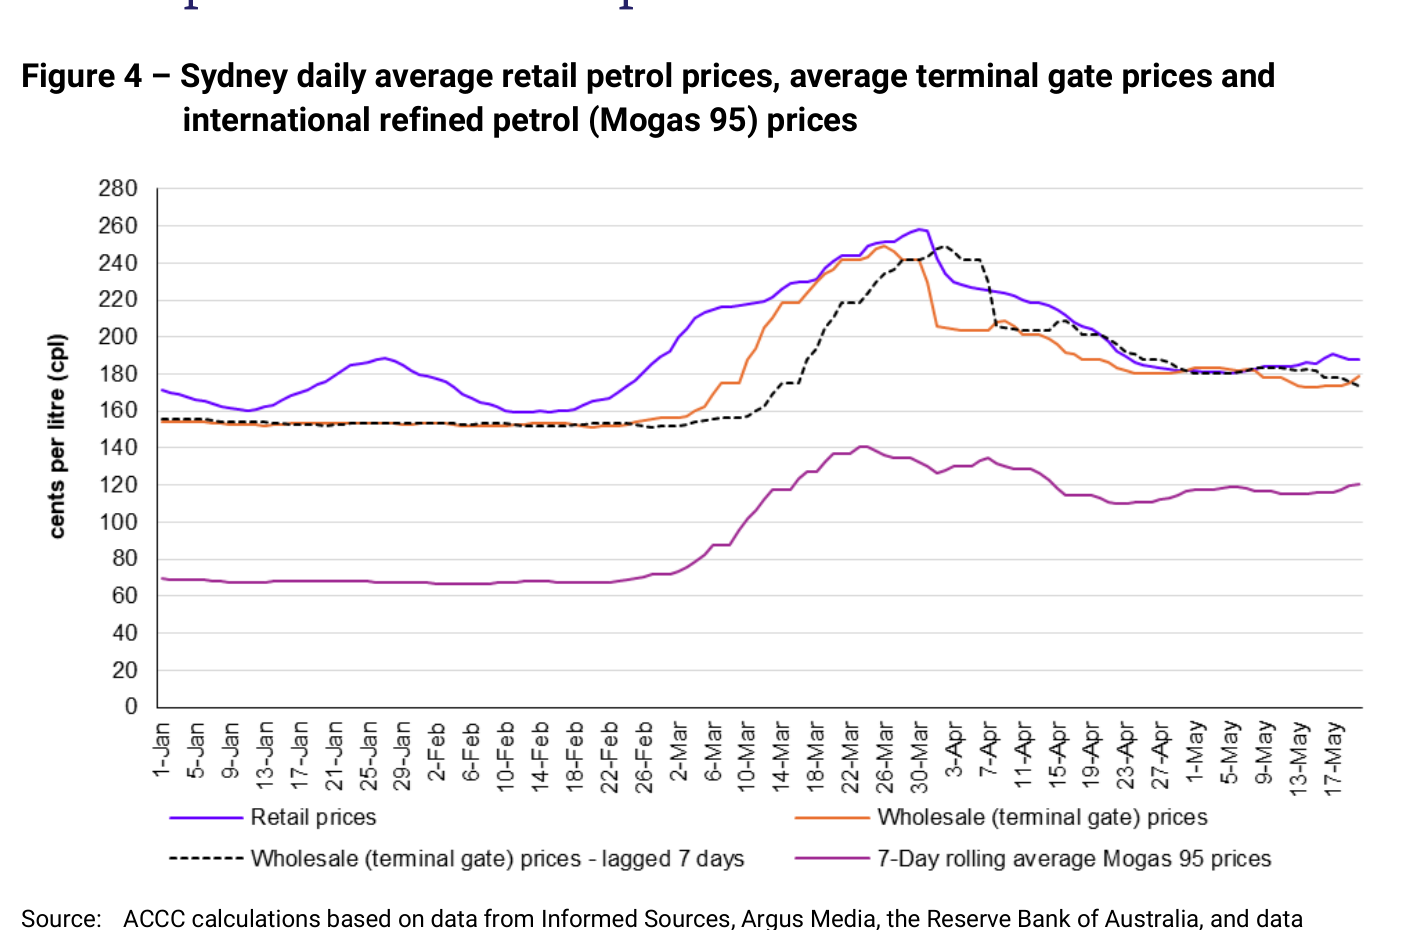 Figure 4 – Sydney daily average retail petrol prices, average terminal gate prices and
international refined petrol (Mogas 95) prices
280
260
240
220
200
180
160
140
120
100
80
60
40
20
0
cents per litre (cpl)
1-Jan
5-Jan
9-Jan
13-Jan
17-Jan
21-Jan
25-Jan
29-Jan
2-Feb
6-Feb
10-Feb
14-Feb
18-Feb
22-Feb
26-Feb
2-Mar
6-Mar
10-Mar
14-Mar
18-Mar
22-Mar
26-Mar
30-Mar
3-Apr
7-Apr
11-Apr
15-Apr
19-Apr
23-Apr
27-Apr
1-May
5-May
9-May
13-May
17-May
Retail prices
Wholesale (terminal gate) prices
Wholesale (terminal gate) prices - lagged 7 days
7-Day rolling average Mogas 95 prices
Source: ACCC calculations based on data from Informed Sources, Argus Media, the Reserve Bank of Australia, and data